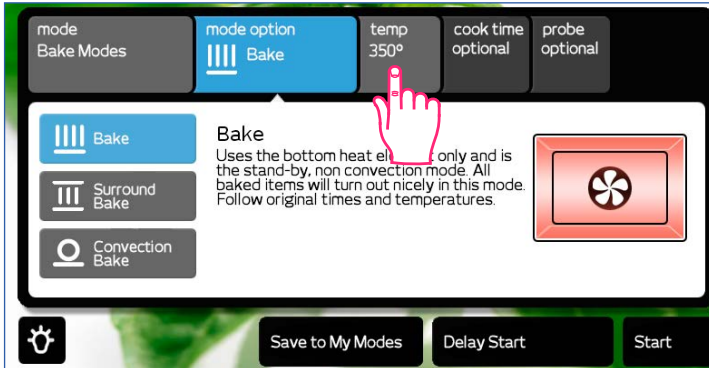 mode
Bake Modes
mode option
Bake
temp
350°
cook time
optional
probe
optional
Bake
Surround
Bake
Convection
Bake
Bake
Uses the bottom heat only and is
the stand-by, non convection mode. All
baked items will turn out nicely in this mode.
Follow original times and temperatures.
Save to My Modes
Delay Start
Start